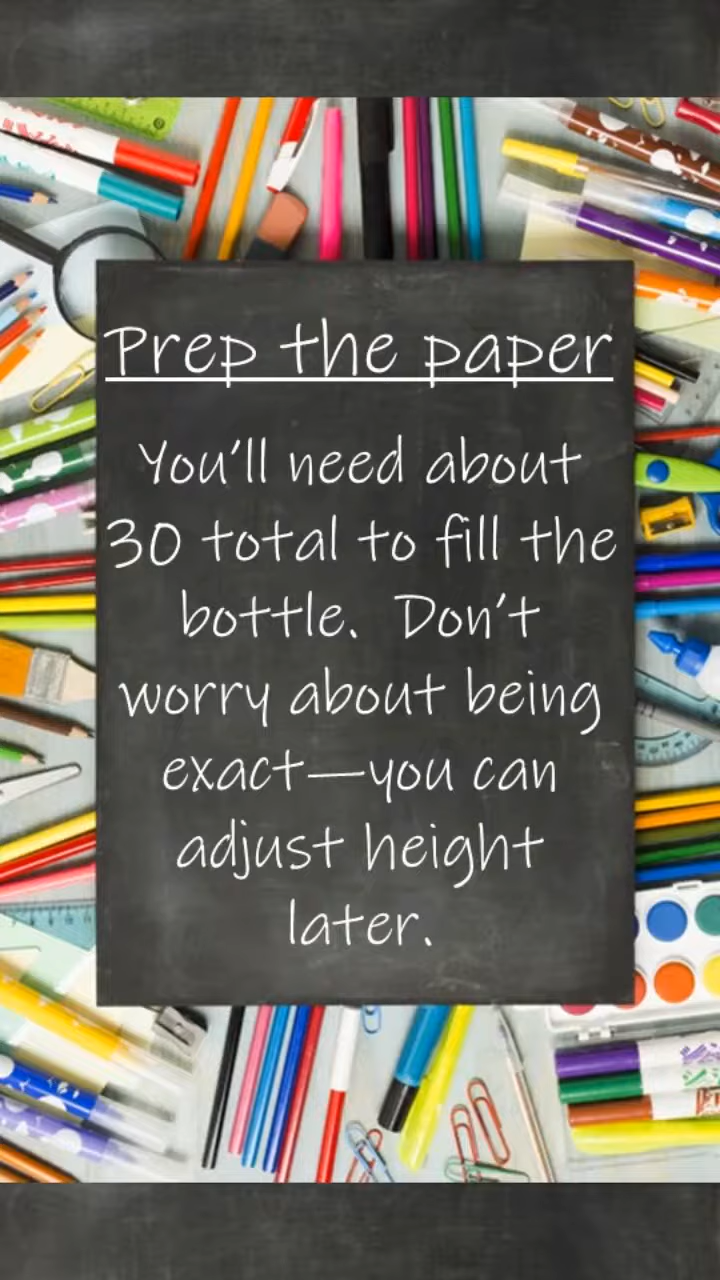 Prep the paper
You'll need about
30 total to fill the
bottle.  Don't
worry about being
exact—you can
adjust height
later.